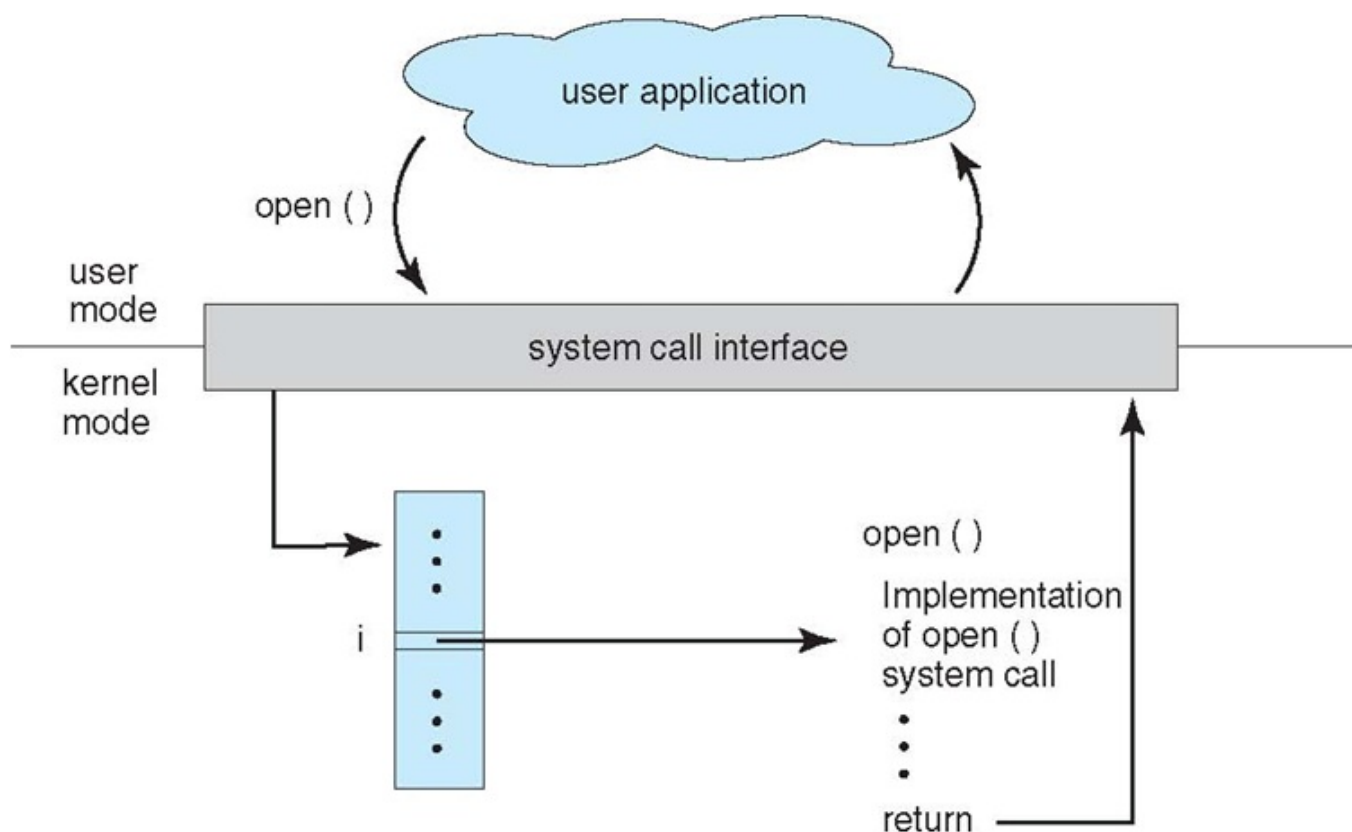 user application
open ( )
user
mode
system call interface
kernel
mode
open ( )
Implementation
of open ( )
system call
i
return